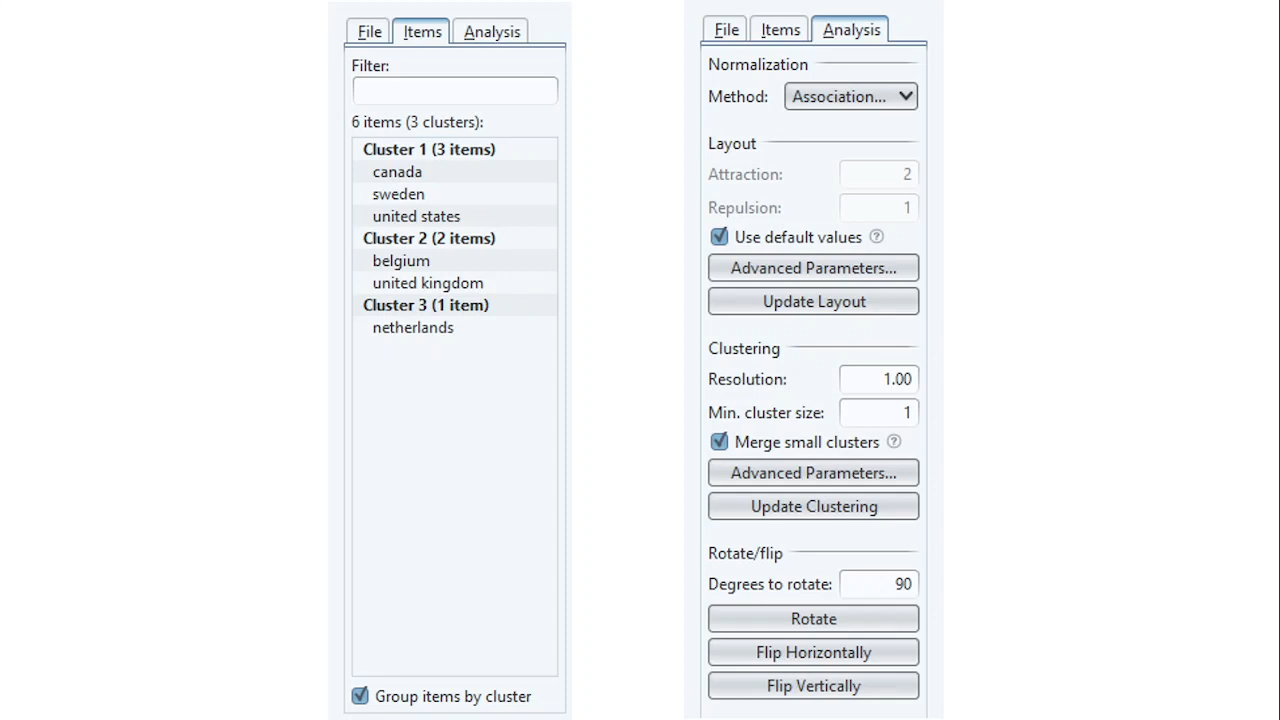 File Items Analysis
Filter:
6 items (3 clusters):
Cluster 1 (3 items)
canada
sweden
united states
Cluster 2 (2 items)
belgium
united kingdom
Cluster 3 (1 item)
netherlands
Group items by cluster
File Items Analysis
Normalization
Method: Association...
Layout
Attraction: 2
Repulsion: 1
Use default values ?
Advanced Parameters...
Update Layout
Clustering
Resolution: 1.00
Min. cluster size: 1
Merge small clusters ?
Advanced Parameters...
Update Clustering
Rotate/flip
Degrees to rotate: 90
Rotate
Flip Horizontally
Flip Vertically